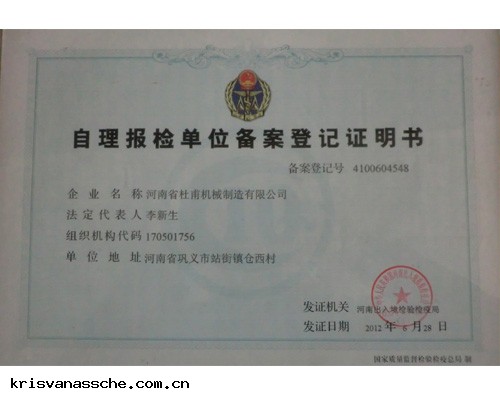 自理报检单位备案登记证明书
备案登记号 4100604548
企业名称 河南省杜甫机械制造有限公司
法定代表人 李新生
组织机构代码 170501756
单位地址 河南省巩义市站街镇仓西村
发证机关 河南出入境检验检疫局
发证日期 2012 年 6 月 28 日
国家质量监督检验检疫总局 制
krisvanassche.com.cn